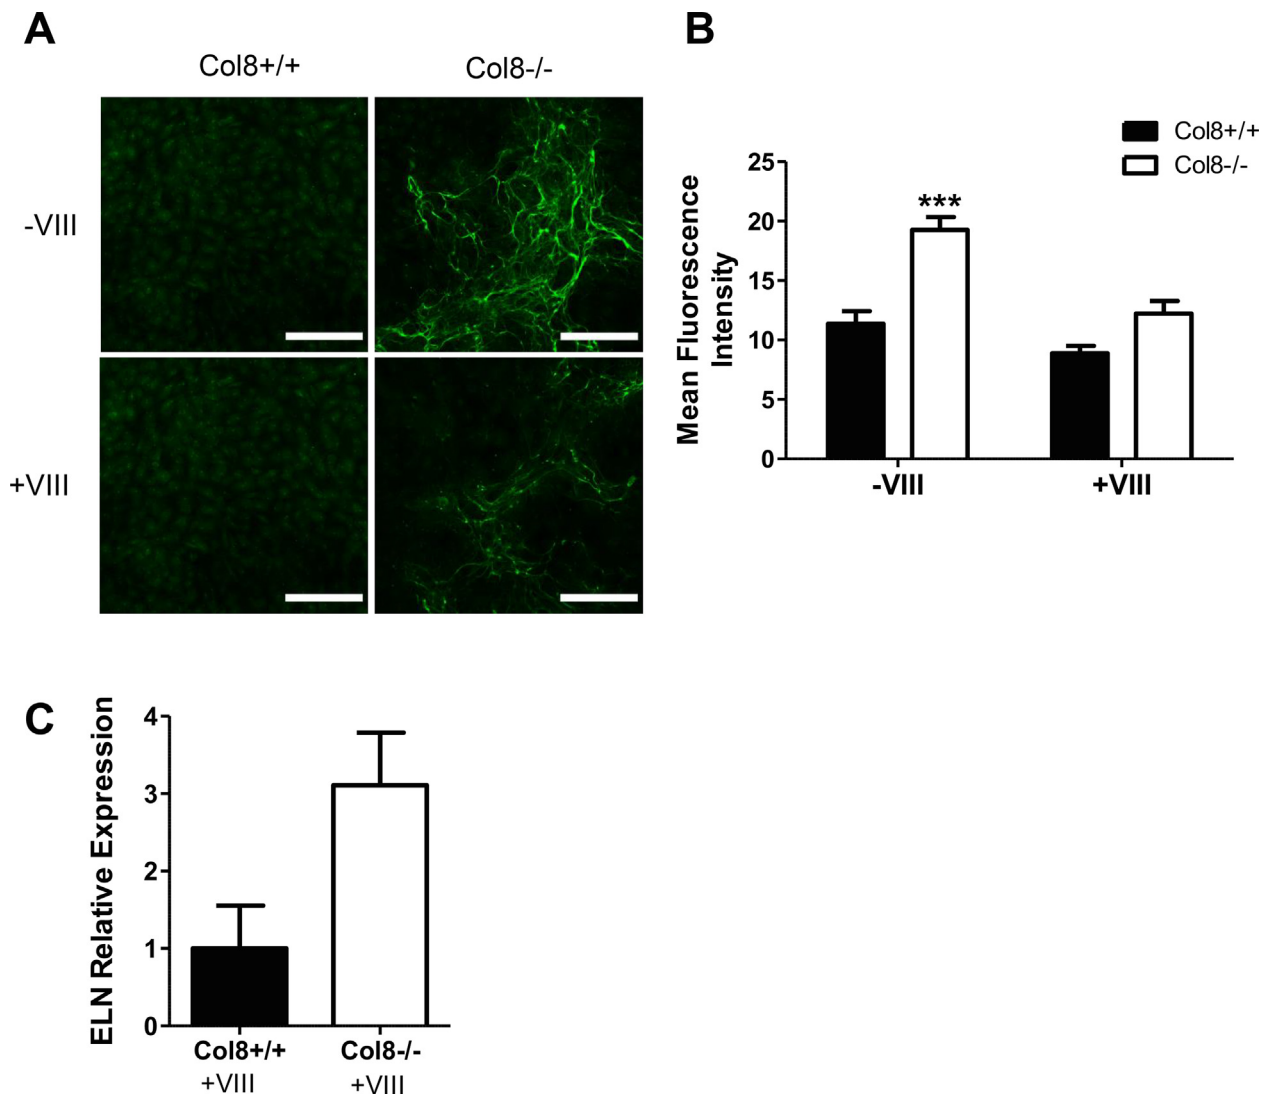 A
Col8+/+ Col8-/-
-VIII
+VIII
B
Col8+/+
Col8-/-
Mean Fluorescence
Intensity
25
20
15
10
5
0
***
-VIII +VIII
C
ELN Relative Expression
4
3
2
1
0
Col8+/+ Col8-/-
+VIII +VIII